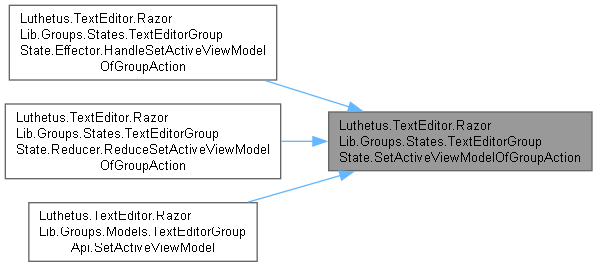 Luthetus.TextEditor.Razor
Lib.Groups.States.TextEditorGroup
State.Effector.HandleSetActiveViewModel
OfGroupAction
Luthetus.TextEditor.Razor
Lib.Groups.States.TextEditorGroup
State.Reducer.ReduceSetActiveViewModel
OfGroupAction
Luthetus.TextEditor.Razor
Lib.Groups.Models.TextEditorGroup
Api.SetActiveViewModel
Luthetus.TextEditor.Razor
Lib.Groups.States.TextEditorGroup
State.SetActiveViewModelOfGroupAction